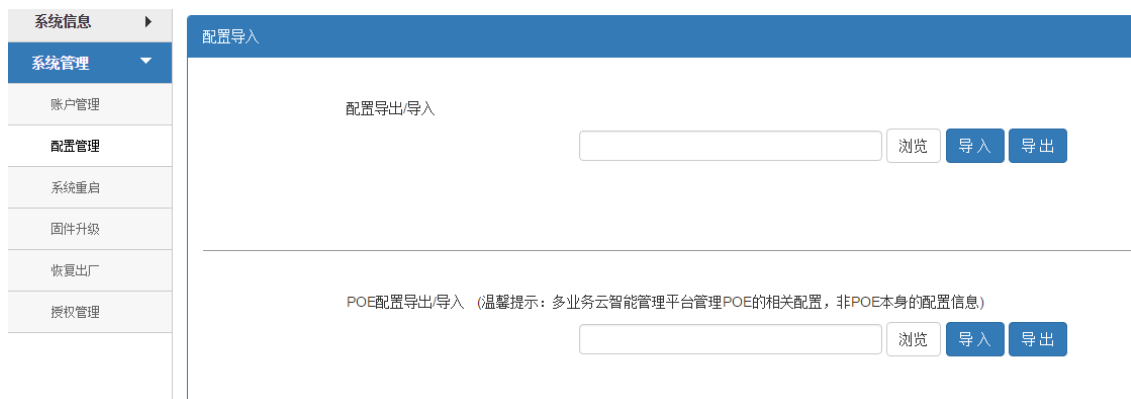 系统信息
系统管理
账户管理
配置管理
系统重启
固件升级
恢复出厂
授权管理
配置导入
配置导出/导入
浏览 导入 导出
POE配置导出/导入 (温馨提示：多业务云智能管理平台管理POE的相关配置，非POE本身的配置信息)
浏览 导入 导出